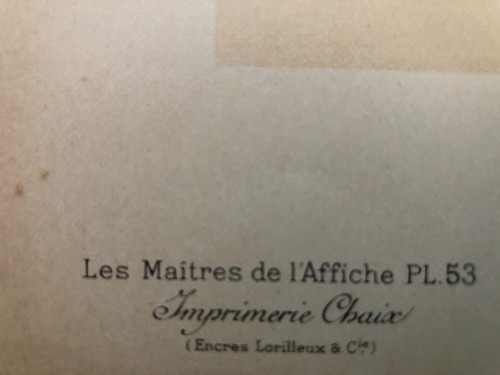 Les Maîtres de l'Affiche PL.53
Imprimerie Chaix
(Encres Lorilleux & Cie.)